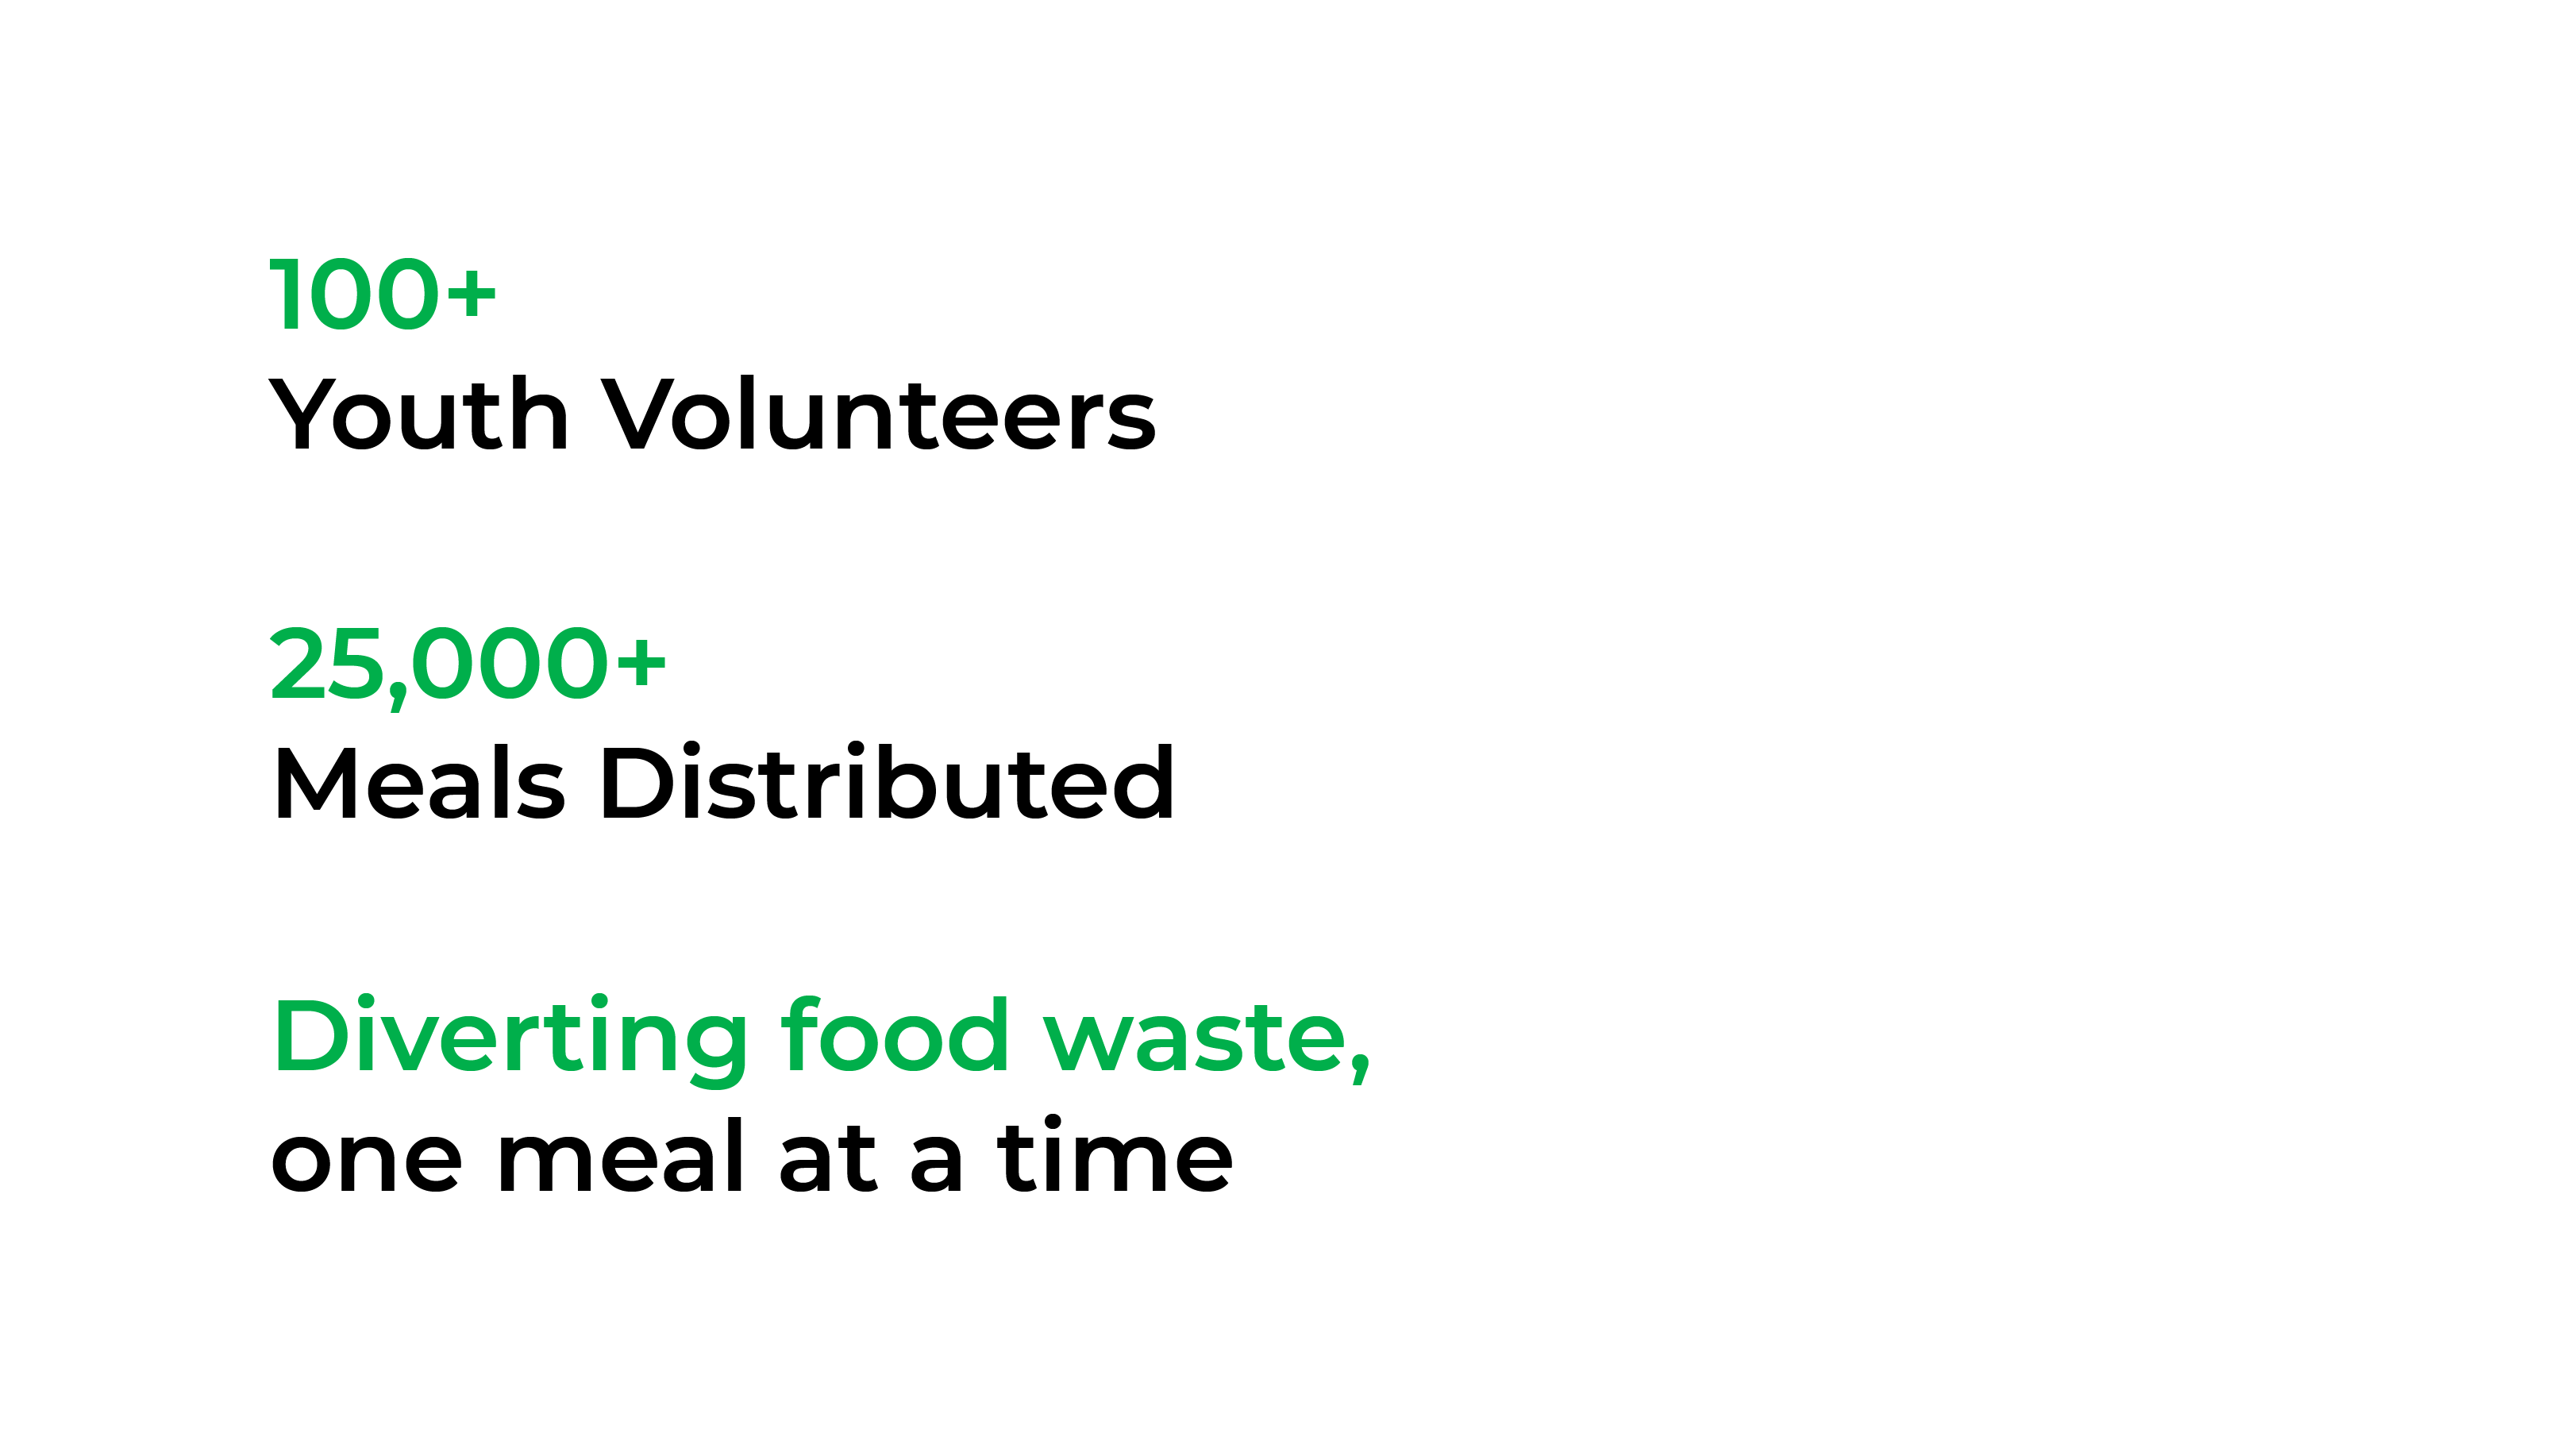 100+
Youth Volunteers
25,000+
Meals Distributed
Diverting food waste,
one meal at a time